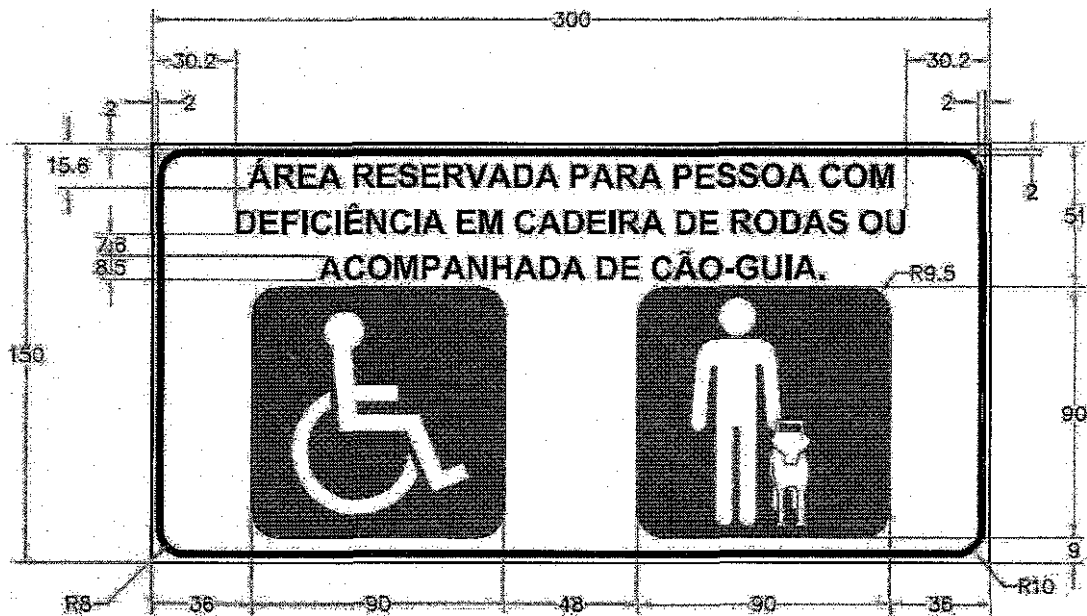 300
30.2 30.2
2 2 2
15.6
ÁREA RESERVADA PARA PESSOA COM
2
51
DEFICIÊNCIA EM CADEIRA DE RODAS OU
7.6
8.5
ACOMPANHADA DE CÃO-GUIA.
R9.5
150
90
9
R8 36 90 48 90 36 R10